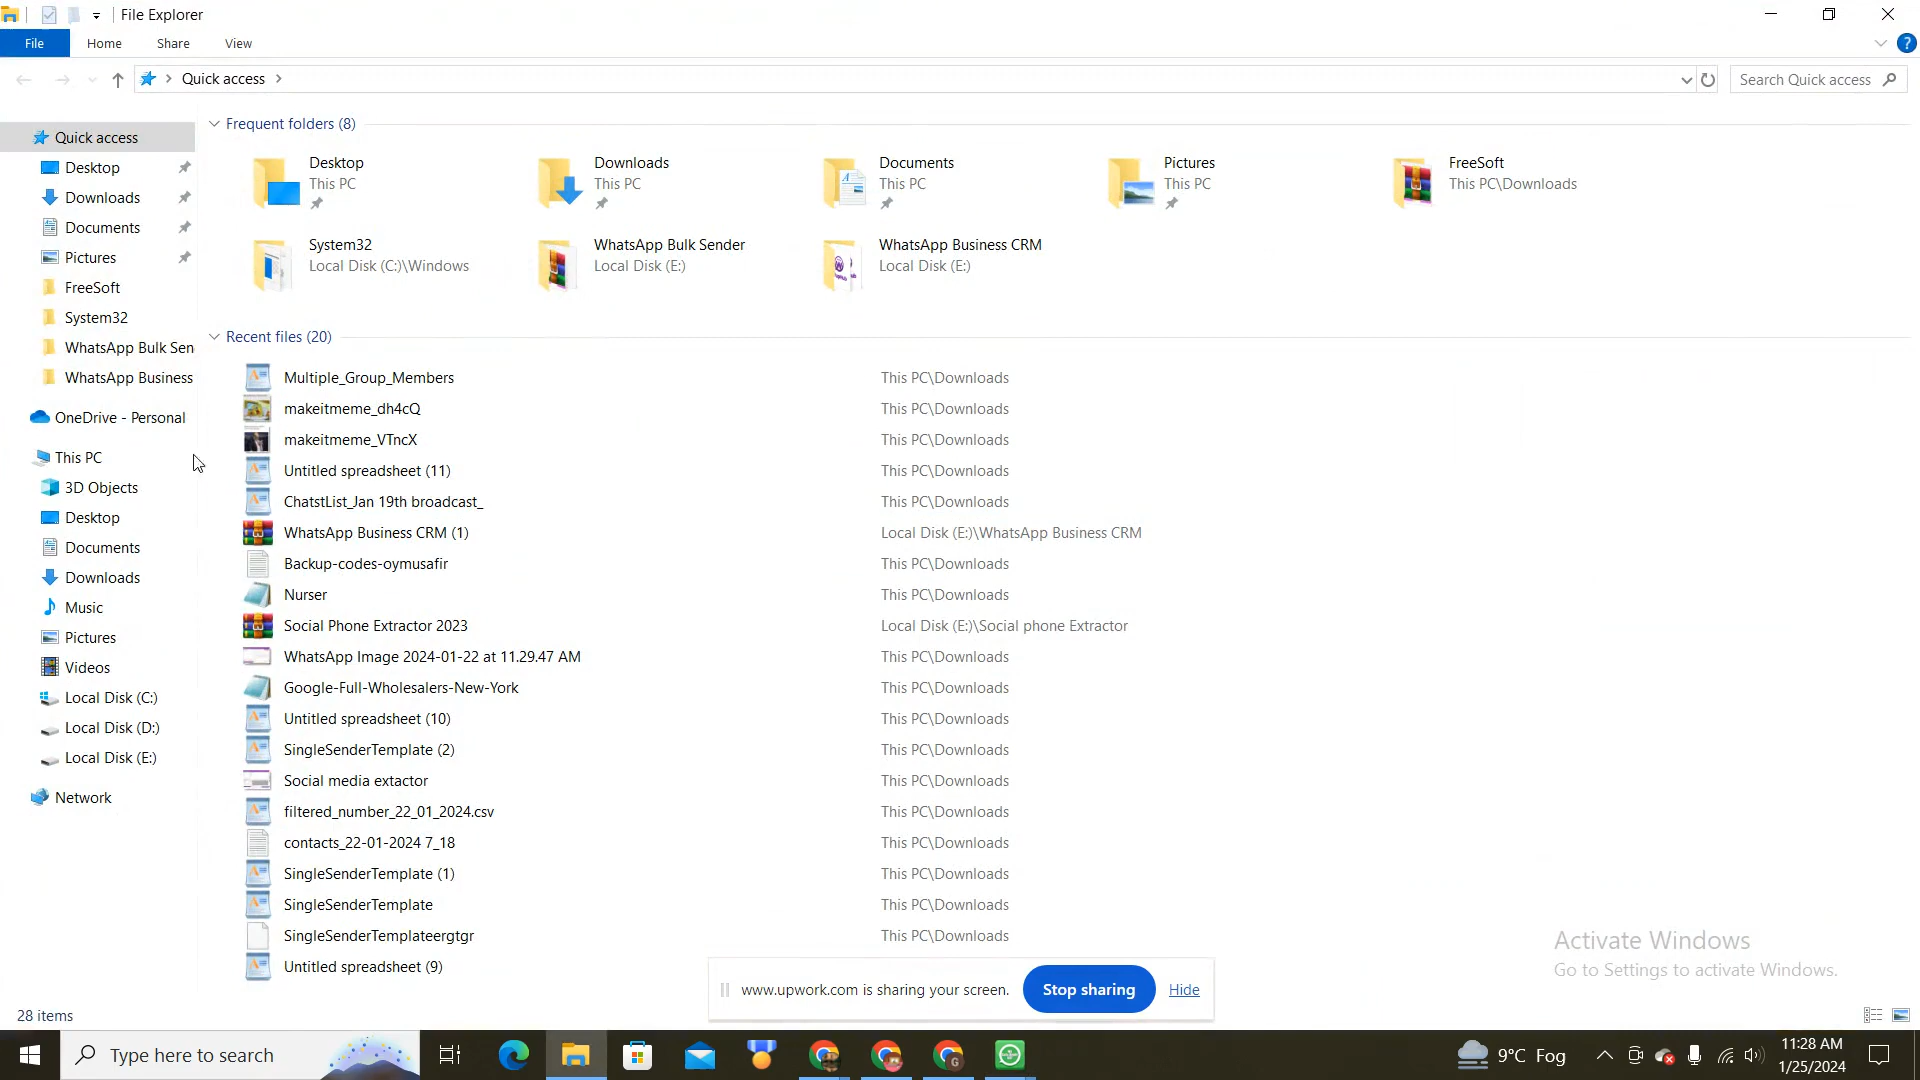 File Explorer
File Home Share View
Quick access
Search Quick access
Quick access
Desktop
Downloads
Documents
Pictures
FreeSoft
System32
WhatsApp Bulk Sen
WhatsApp Business
OneDrive - Personal
This PC
3D Objects
Desktop
Documents
Downloads
Music
Pictures
Videos
Local Disk (C:)
Local Disk (D:)
Local Disk (E:)
Network
Frequent folders (8)
Desktop
This PC
Downloads
This PC
Documents
This PC
Pictures
This PC
FreeSoft
This PC\Downloads
System32
Local Disk (C:)\Windows
WhatsApp Bulk Sender
Local Disk (E:)
WhatsApp Business CRM
Local Disk (E:)
Recent files (20)
Multiple_Group_Members This PC\Downloads
makeitmeme_dh4cQ This PC\Downloads
makeitmeme_VTncX This PC\Downloads
Untitled spreadsheet (11) This PC\Downloads
ChatstList_Jan 19th broadcast_ This PC\Downloads
WhatsApp Business CRM (1) Local Disk (E:)\WhatsApp Business CRM
Backup-codes-oymusafir This PC\Downloads
Nurser This PC\Downloads
Social Phone Extractor 2023 Local Disk (E:)\Social phone Extractor
WhatsApp Image 2024-01-22 at 11.29.47 AM This PC\Downloads
Google-Full-Wholesalers-New-York This PC\Downloads
Untitled spreadsheet (10) This PC\Downloads
SingleSenderTemplate (2) This PC\Downloads
Social media extactor This PC\Downloads
filtered_number_22_01_2024.csv This PC\Downloads
contacts_22-01-2024 7_18 This PC\Downloads
SingleSenderTemplate (1) This PC\Downloads
SingleSenderTemplate This PC\Downloads
SingleSenderTemplateergtgr This PC\Downloads
Untitled spreadsheet (9)
Activate Windows
Go to Settings to activate Windows.
www.upwork.com is sharing your screen. Stop sharing Hide
28 items
Type here to search
9°C Fog
11:28 AM
1/25/2024